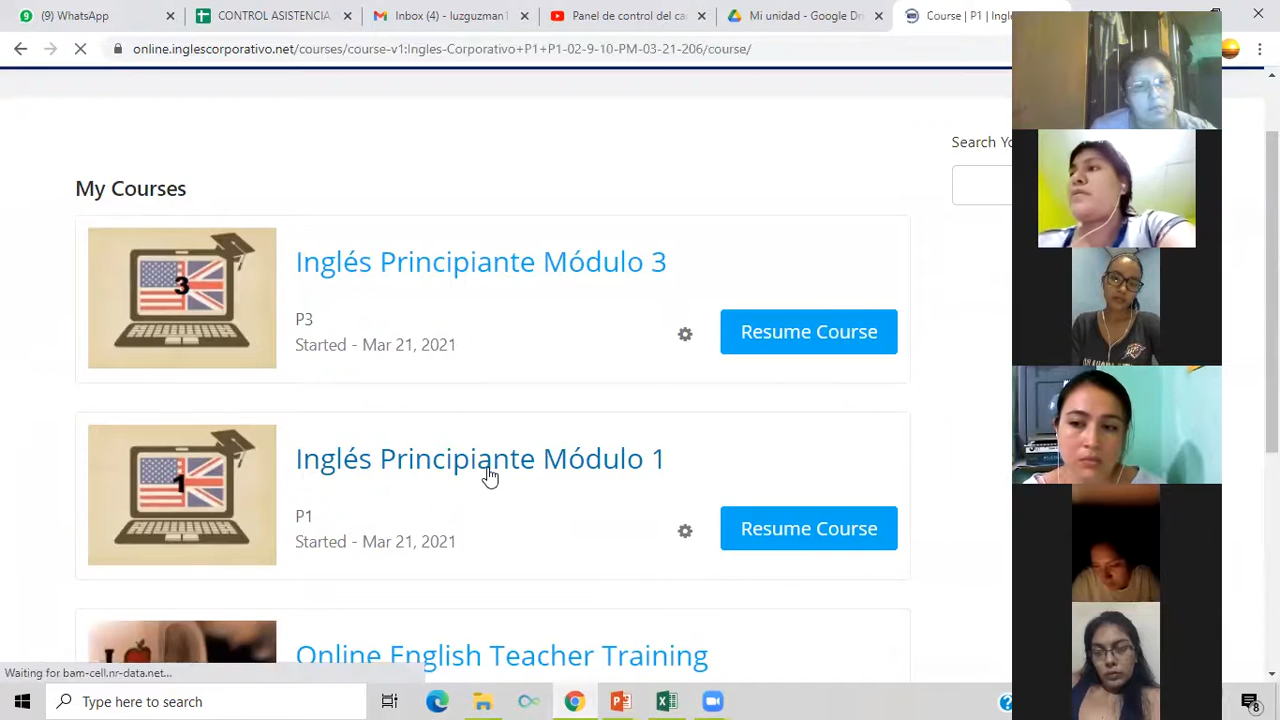 (9) WhatsApp
CONTROL ASISTENCIA
Inbox (4) - luzguzman
Panel de control del ca
Mi unidad - Google Dr
Course | P1 | Ingles
online.inglescorporativo.net/courses/course-v1:Ingles-Corporativo+P1+P1-02-9-10-PM-03-21-206/course/
Search Yo
My Courses
3
Inglés Principiante Módulo 3
P3
Started - Mar 21, 2021
Resume Course
1
Inglés Principiante Módulo 1
P1
Started - Mar 21, 2021
Resume Course
Online English Teacher Training
Waiting for bam-cell.nr-data.net...
Type here to search
8